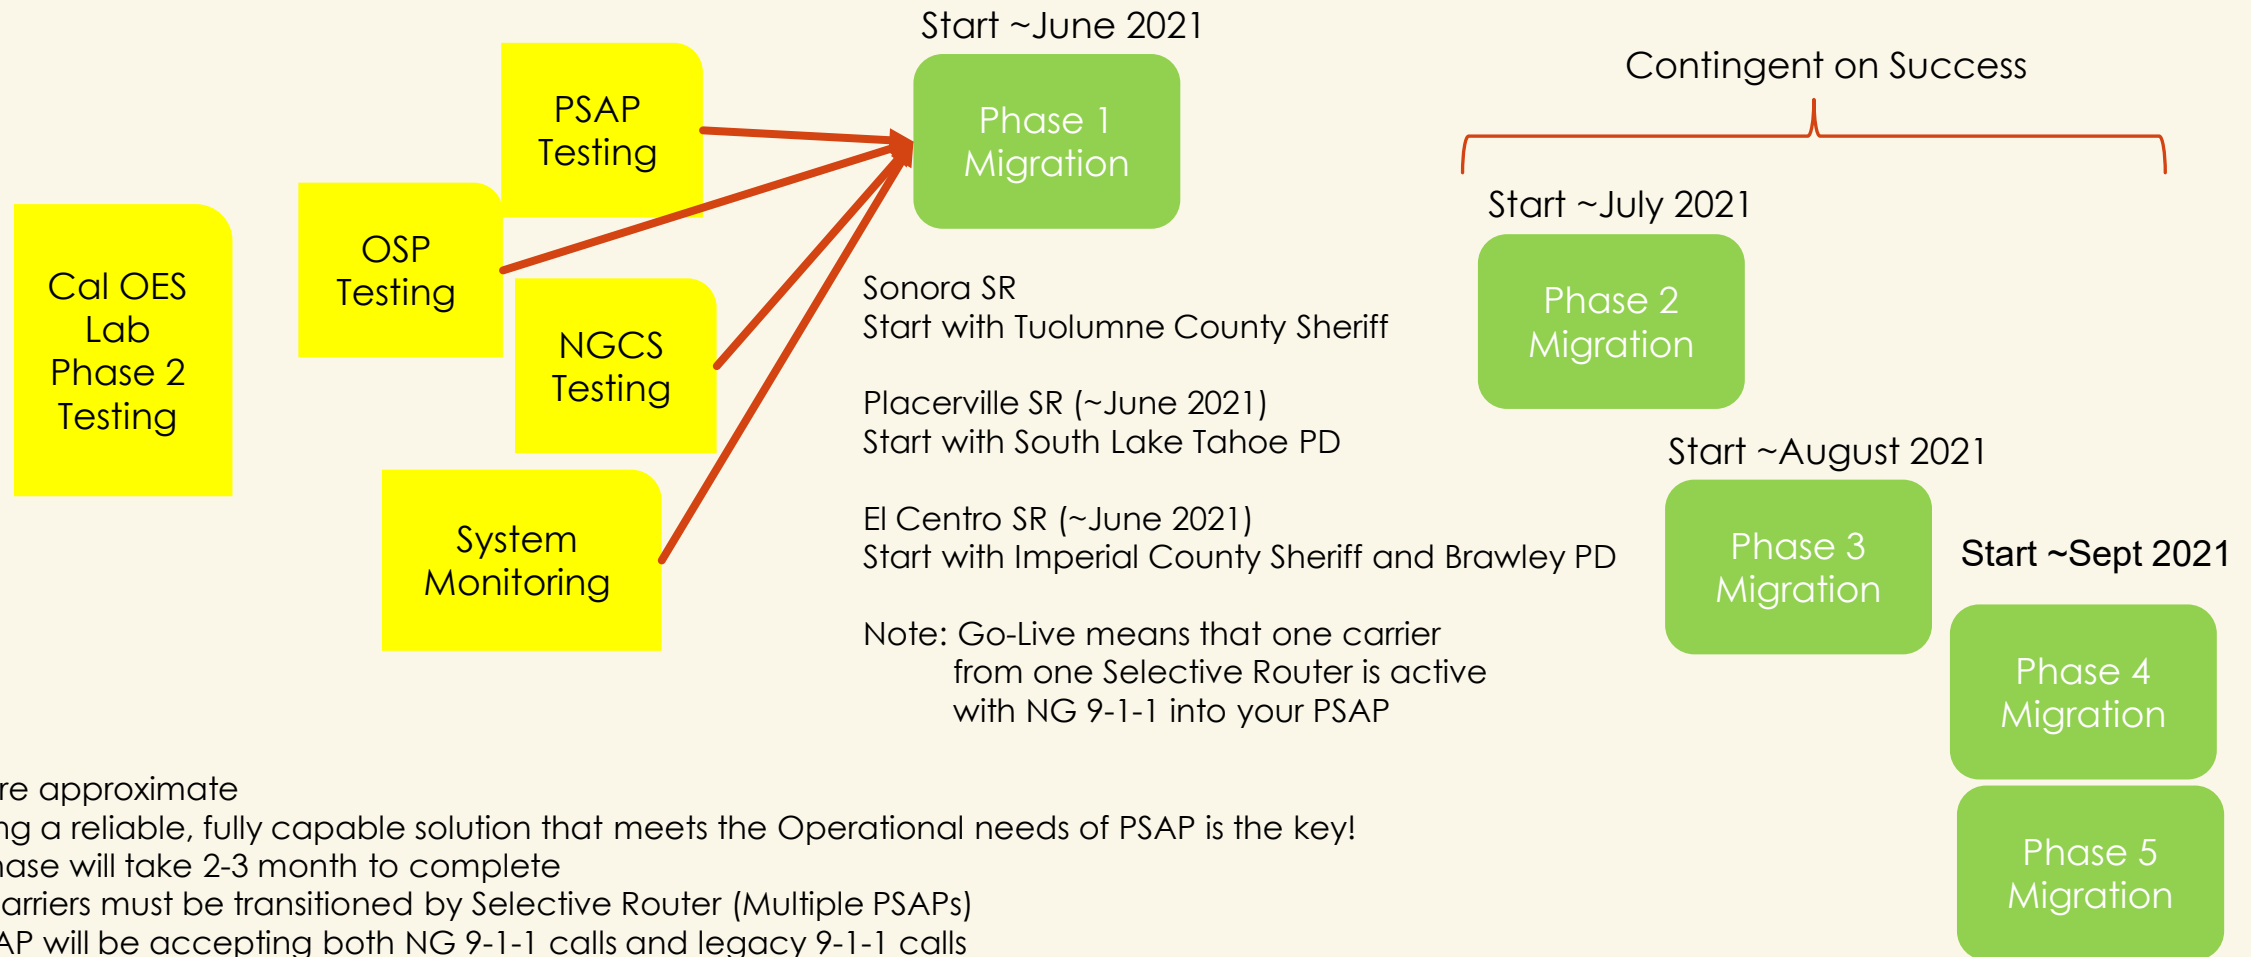 Cal OES
Lab
Phase 2
Testing
OSP
Testing
PSAP
Testing
NGCS
Testing
System
Monitoring
Start ~June 2021
Phase 1
Migration
Sonora SR
Start with Tuolumne County Sheriff
Placerville SR (~June 2021)
Start with South Lake Tahoe PD
El Centro SR (~June 2021)
Start with Imperial County Sheriff and Brawley PD
Note: Go-Live means that one carrier
from one Selective Router is active
with NG 9-1-1 into your PSAP
Contingent on Success
Start ~July 2021
Phase 2
Migration
Start ~August 2021
Phase 3
Migration
Start ~Sept 2021
Phase 4
Migration
Phase 5
Migration
approximate
a reliable, fully capable solution that meets the Operational needs of PSAP is the key!
will take 2-3 month to complete
must be transitioned by Selective Router (Multiple PSAPs)
will be accepting both NG 9-1-1 calls and legacy 9-1-1 calls